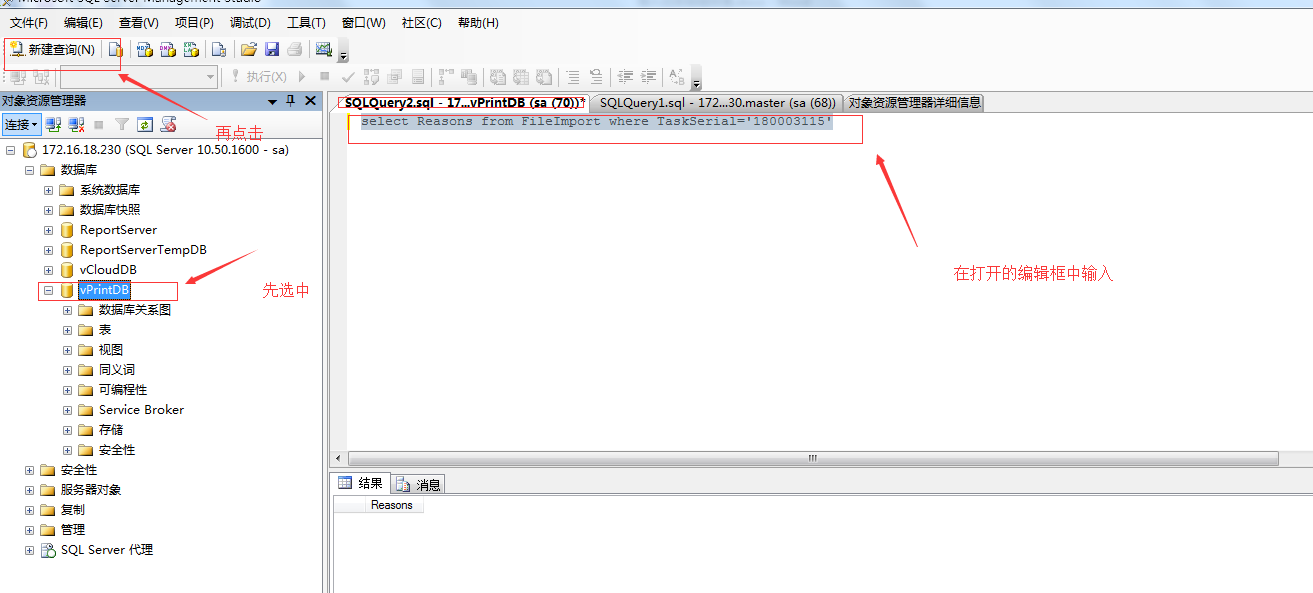 Microsoft SQL Server Management Studio
文件(F) 编辑(E) 查看(V) 项目(P) 调试(D) 工具(T) 窗口(W) 社区(C) 帮助(H)
新建查询(N)
执行(X)
对象资源管理器
连接
再点击
172.16.18.230 (SQL Server 10.50.1600 - sa)
数据库
系统数据库
数据库快照
ReportServer
ReportServerTempDB
vCloudDB
vPrintDB
先选中
数据库关系图
表
视图
同义词
可编程性
Service Broker
存储
安全性
安全性
服务器对象
复制
管理
SQL Server 代理
SQLQuery2.sql - 17...vPrintDB (sa (70))* SQLQuery1.sql - 172...30.master (sa (68)) 对象资源管理器详细信息
select Reasons from FileImport where TaskSerial='180003115'
在打开的编辑框中输入
结果 消息
Reasons